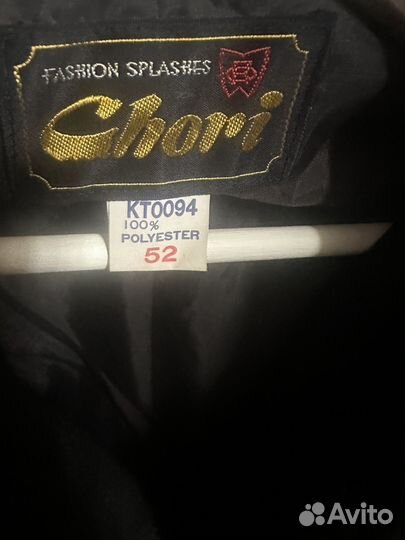 FASHION SPLASHES
Chori
KT0094
100%
POLYESTER
52
Avito